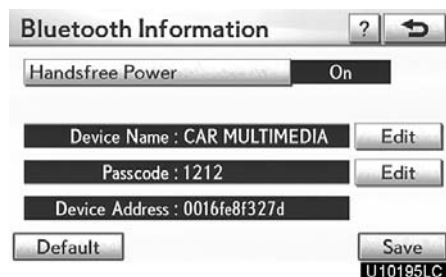 Bluetooth Information ?
Handsfree Power On
Device Name : CAR MULTIMEDIA Edit
Passcode : 1212 Edit
Device Address : 0016fe8f327d
Default Save
U10195LC